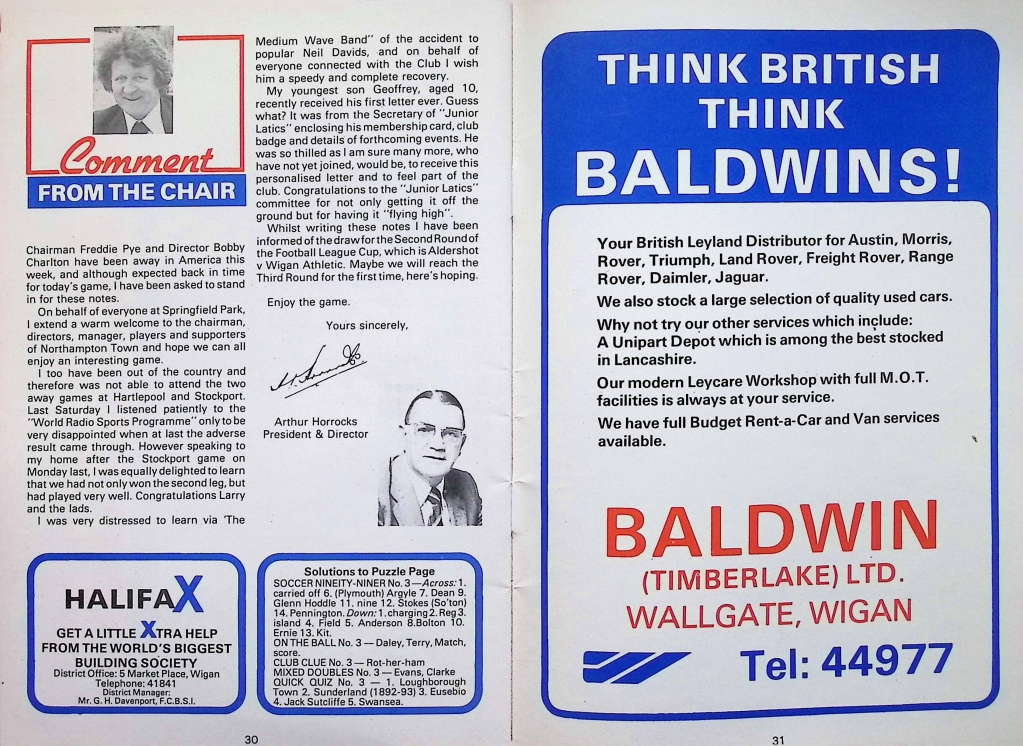 Comment
FROM THE CHAIR
Chairman Freddie Pye and Director Bobby
Charlton have been away in America this
week, and although expected back in time
for today's game, I have been asked to stand
in for these notes.
On behalf of everyone at Springfield Park,
I extend a warm welcome to the chairman,
directors, manager, players and supporters
of Northampton Town and hope we can all
enjoy an interesting game.
I too have been out of the country and
therefore was not able to attend the two
away games at Hartlepool and Stockport.
Last Saturday I listened patiently to the
"World Radio Sports Programme" only to be
very disappointed when at last the adverse
result came through. However speaking to
my home after the Stockport game on
Monday last, I was equally delighted to learn
that we had not only won the second leg, but
had played very well. Congratulations Larry
and the lads.
I was very distressed to learn via 'The
Medium Wave Band" of the accident to
popular Neil Davids, and on behalf of
everyone connected with the Club I wish
him a speedy and complete recovery.
My youngest son Geoffrey, aged 10,
recently received his first letter ever. Guess
what? It was from the Secretary of "Junior
Latics" enclosing his membership card, club
badge and details of forthcoming events. He
was so thilled as I am sure many more, who
have not yet joined, would be, to receive this
personalised letter and to feel part of the
club. Congratulations to the "Junior Latics"
committee for not only getting it off the
ground but for having it "flying high".
Whilst writing these notes I have been
informed of the draw for the Second Round of
the Football League Cup, which is Aldershot
v Wigan Athletic. Maybe we will reach the
Third Round for the first time, here's hoping.
Enjoy the game.
Yours sincerely,
Arthur Horrocks
President & Director
HALIFAX
GET A LITTLE XTRA HELP
FROM THE WORLD'S BIGGEST
BUILDING SOCIETY
District Office: 5 Market Place, Wigan
Telephone: 41841
District Manager:
Mr. G. H. Davenport, F.C.B.S.I.
Solutions to Puzzle Page
SOCCER NINEITY-NINER No. 3—Across: 1.
carried off 6. (Plymouth) Argyle 7. Dean 9.
Glenn Hoddle 11. nine 12. Stokes (So'ton)
14. Pennington. Down: 1. charging 2. Reg 3.
island 4. Field 5. Anderson 8. Bolton 10.
Ernie 13. Kit.
ON THE BALL No. 3 — Daley, Terry, Match,
score.
CLUB CLUE No. 3 — Rot-her-ham
MIXED DOUBLES No. 3 — Evans, Clarke
QUICK QUIZ No. 3 — 1. Loughborough
Town 2. Sunderland (1892-93) 3. Eusebio
4. Jack Sutcliffe 5. Swansea.
30
THINK BRITISH
THINK
BALDWINS!
Your British Leyland Distributor for Austin, Morris,
Rover, Triumph, Land Rover, Freight Rover, Range
Rover, Daimler, Jaguar.
We also stock a large selection of quality used cars.
Why not try our other services which include:
A Unipart Depot which is among the best stocked
in Lancashire.
Our modern Leycare Workshop with full M.O.T.
facilities is always at your service.
We have full Budget Rent-a-Car and Van services
available.
BALDWIN
(TIMBERLAKE) LTD.
WALLGATE, WIGAN
Tel: 44977
31